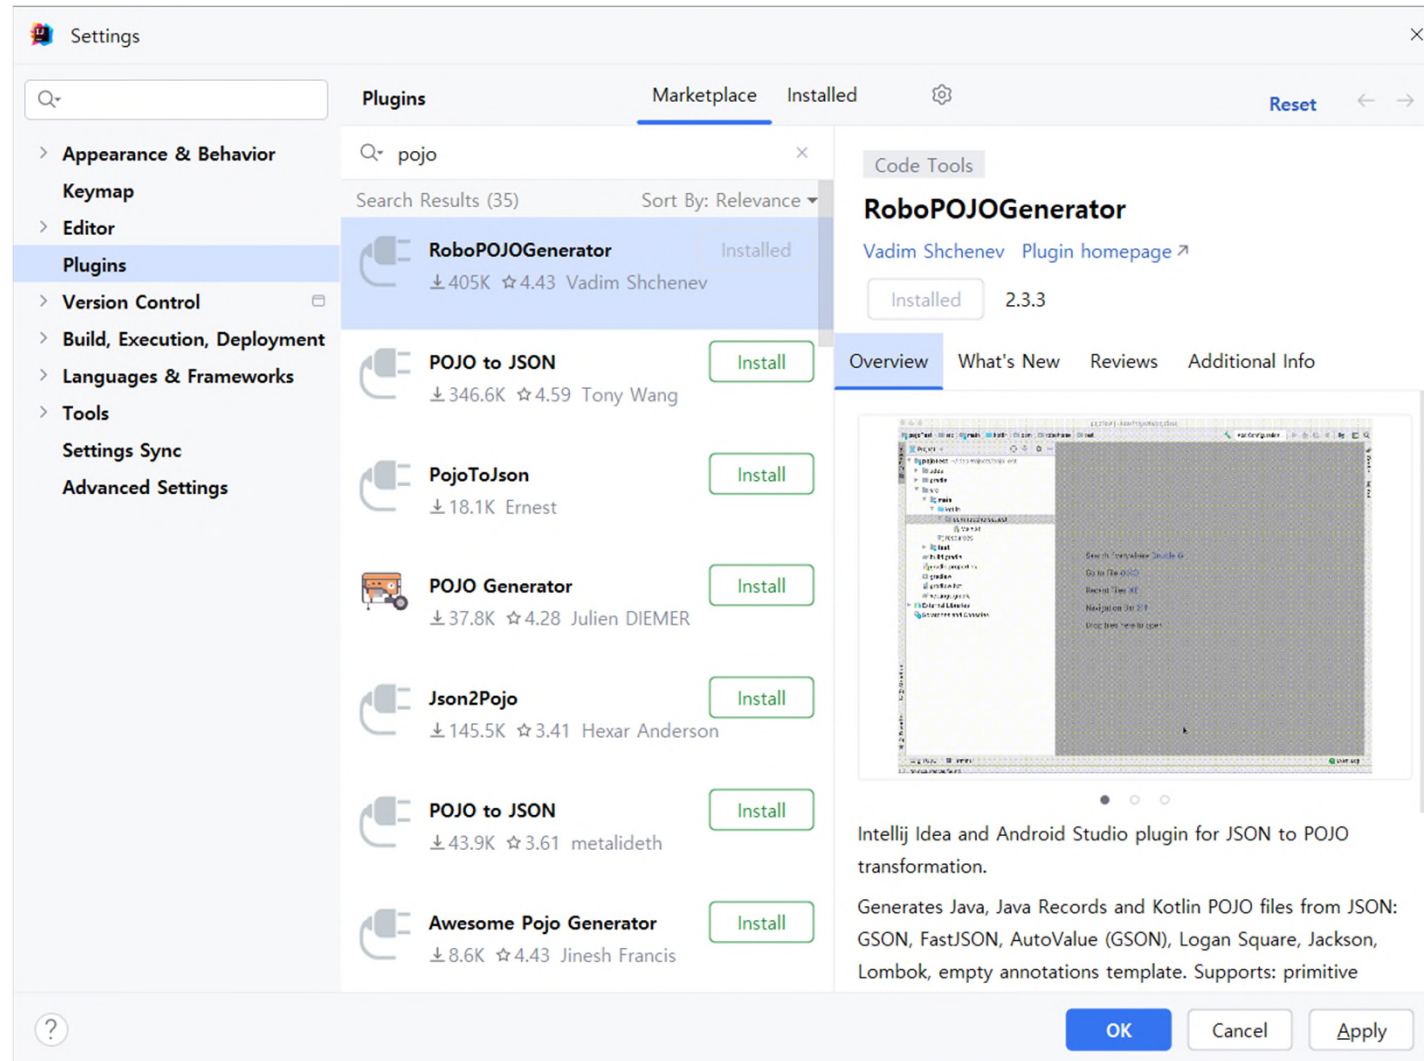 Settings
Plugins
Marketplace
Installed
Reset
Appearance & Behavior
Keymap
Editor
Plugins
Version Control
Build, Execution, Deployment
Languages & Frameworks
Tools
Settings Sync
Advanced Settings
pojo
Search Results (35)
Sort By: Relevance
RoboPOJOGenerator
Installed
405K 4.43 Vadim Shchenev
POJO to JSON
Install
346.6K 4.59 Tony Wang
PojoToJson
Install
18.1K Ernest
POJO Generator
Install
37.8K 4.28 Julien DIEMER
Json2Pojo
Install
145.5K 3.41 Hexar Anderson
POJO to JSON
Install
43.9K 3.61 metalideth
Awesome Pojo Generator
Install
8.6K 4.43 Jinesh Francis
Code Tools
RoboPOJOGenerator
Vadim Shchenev Plugin homepage
Installed 2.3.3
Overview What's New Reviews Additional Info
Intellij Idea and Android Studio plugin for JSON to POJO
transformation.
Generates Java, Java Records and Kotlin POJO files from JSON:
GSON, FastJSON, AutoValue (GSON), Logan Square, Jackson,
Lombok, empty annotations template. Supports: primitive
?
OK Cancel Apply